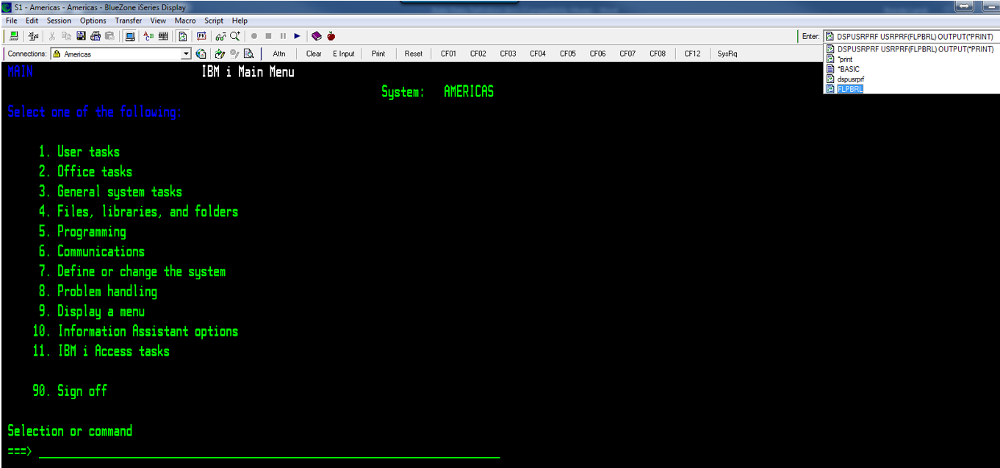 S1 - Americas - Americas - BlueZone iSeries Display
File Edit Session Options Transfer View Macro Script Help
Enter: DSPUSRPRF USRPRF(FLPBRL) OUTPUT(*PRINT)
Connections: Americas Attn Clear E Input Print Reset CF01 CF02 CF03 CF04 CF05 CF06 CF07 CF08 CF12 SysRq
DSPUSRPRF USRPRF(FLPBRL) OUTPUT(*PRINT)
*print
*BASIC
dspusrprf
FLPBRL
MAIN IBM i Main Menu
System: AMERICAS
Select one of the following:
1. User tasks
2. Office tasks
3. General system tasks
4. Files, libraries, and folders
5. Programming
6. Communications
7. Define or change the system
8. Problem handling
9. Display a menu
10. Information Assistant options
11. IBM i Access tasks
90. Sign off
Selection or command
===>